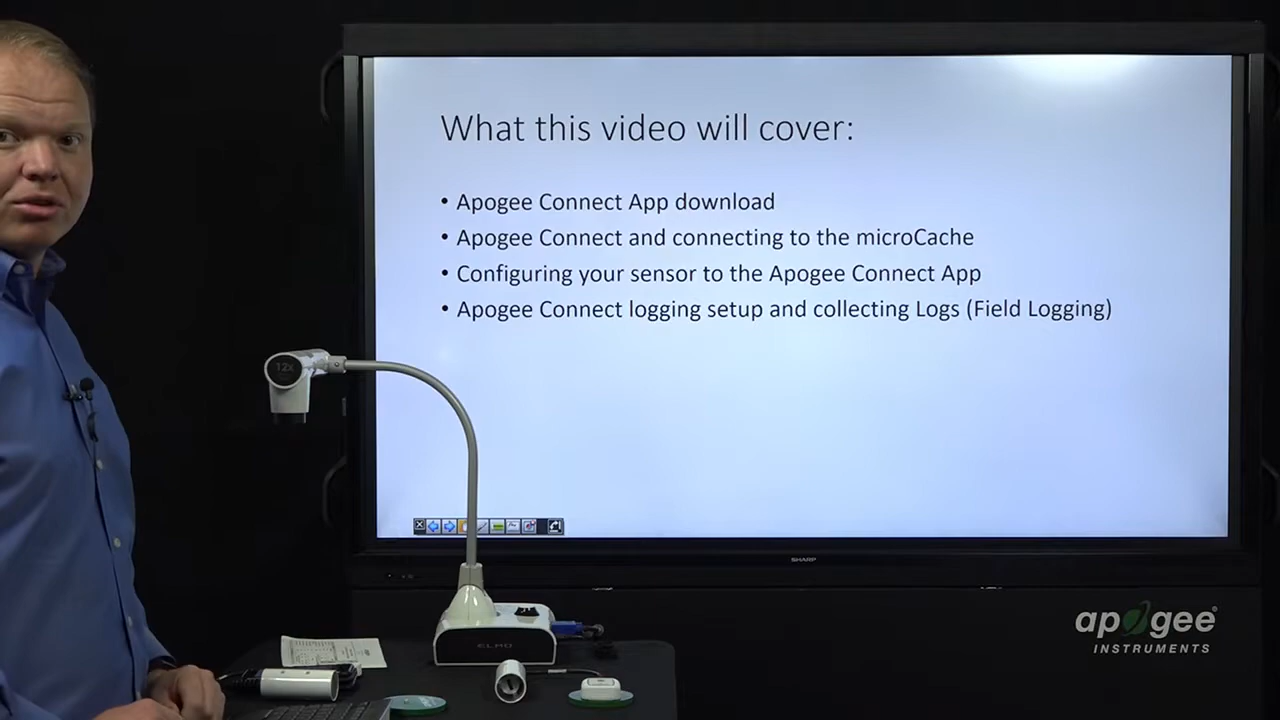 What this video will cover:
• Apogee Connect App download
• Apogee Connect and connecting to the microCache
• Configuring your sensor to the Apogee Connect App
• Apogee Connect logging setup and collecting Logs (Field Logging)
12x
SHARP
apogee®
INSTRUMENTS
ELMO